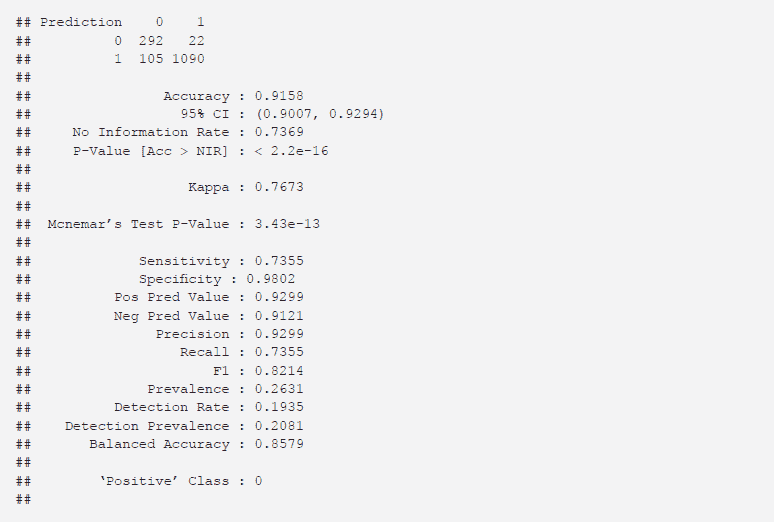 ## Prediction    0    1
##          0  292   22
##          1  105 1090
##
##                Accuracy : 0.9158
##                  95% CI : (0.9007, 0.9294)
##     No Information Rate : 0.7369
##     P-Value [Acc > NIR] : < 2.2e-16
##
##                   Kappa : 0.7673
##
##  Mcnemar’s Test P-Value : 3.43e-13
##
##             Sensitivity : 0.7355
##             Specificity : 0.9802
##          Pos Pred Value : 0.9299
##          Neg Pred Value : 0.9121
##               Precision : 0.9299
##                  Recall : 0.7355
##                      F1 : 0.8214
##              Prevalence : 0.2631
##          Detection Rate : 0.1935
##    Detection Prevalence : 0.2081
##       Balanced Accuracy : 0.8579
##
##        ‘Positive’ Class : 0
##